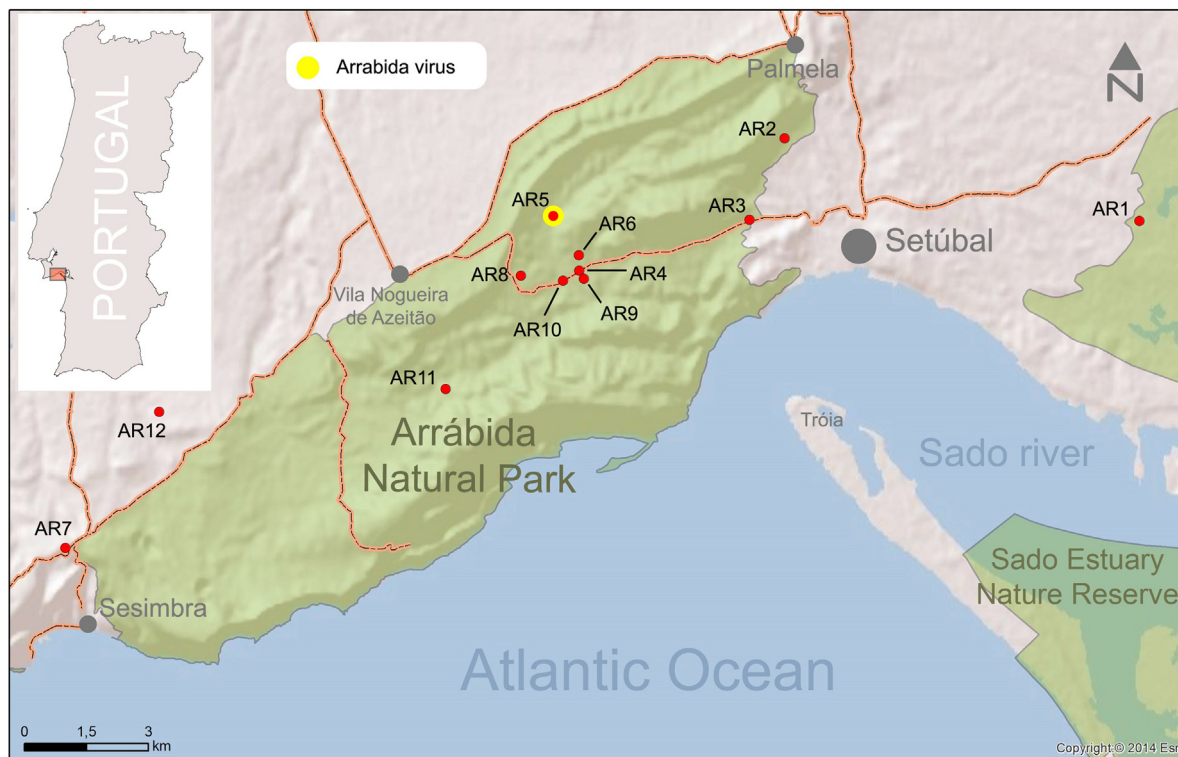 PORTUGAL
Arrabida virus
Palmela
N
AR2
AR5
AR3
AR1
AR6
Setúbal
AR8
AR4
Vila Nogueira
de Azeitão
AR9
AR10
AR11
AR12
Arrábida
Natural Park
Tróia
Sado river
AR7
Sado Estuary
Nature Reserve
Sesimbra
Atlantic Ocean
0 1,5 3
km
Copyright:© 2014 Esr